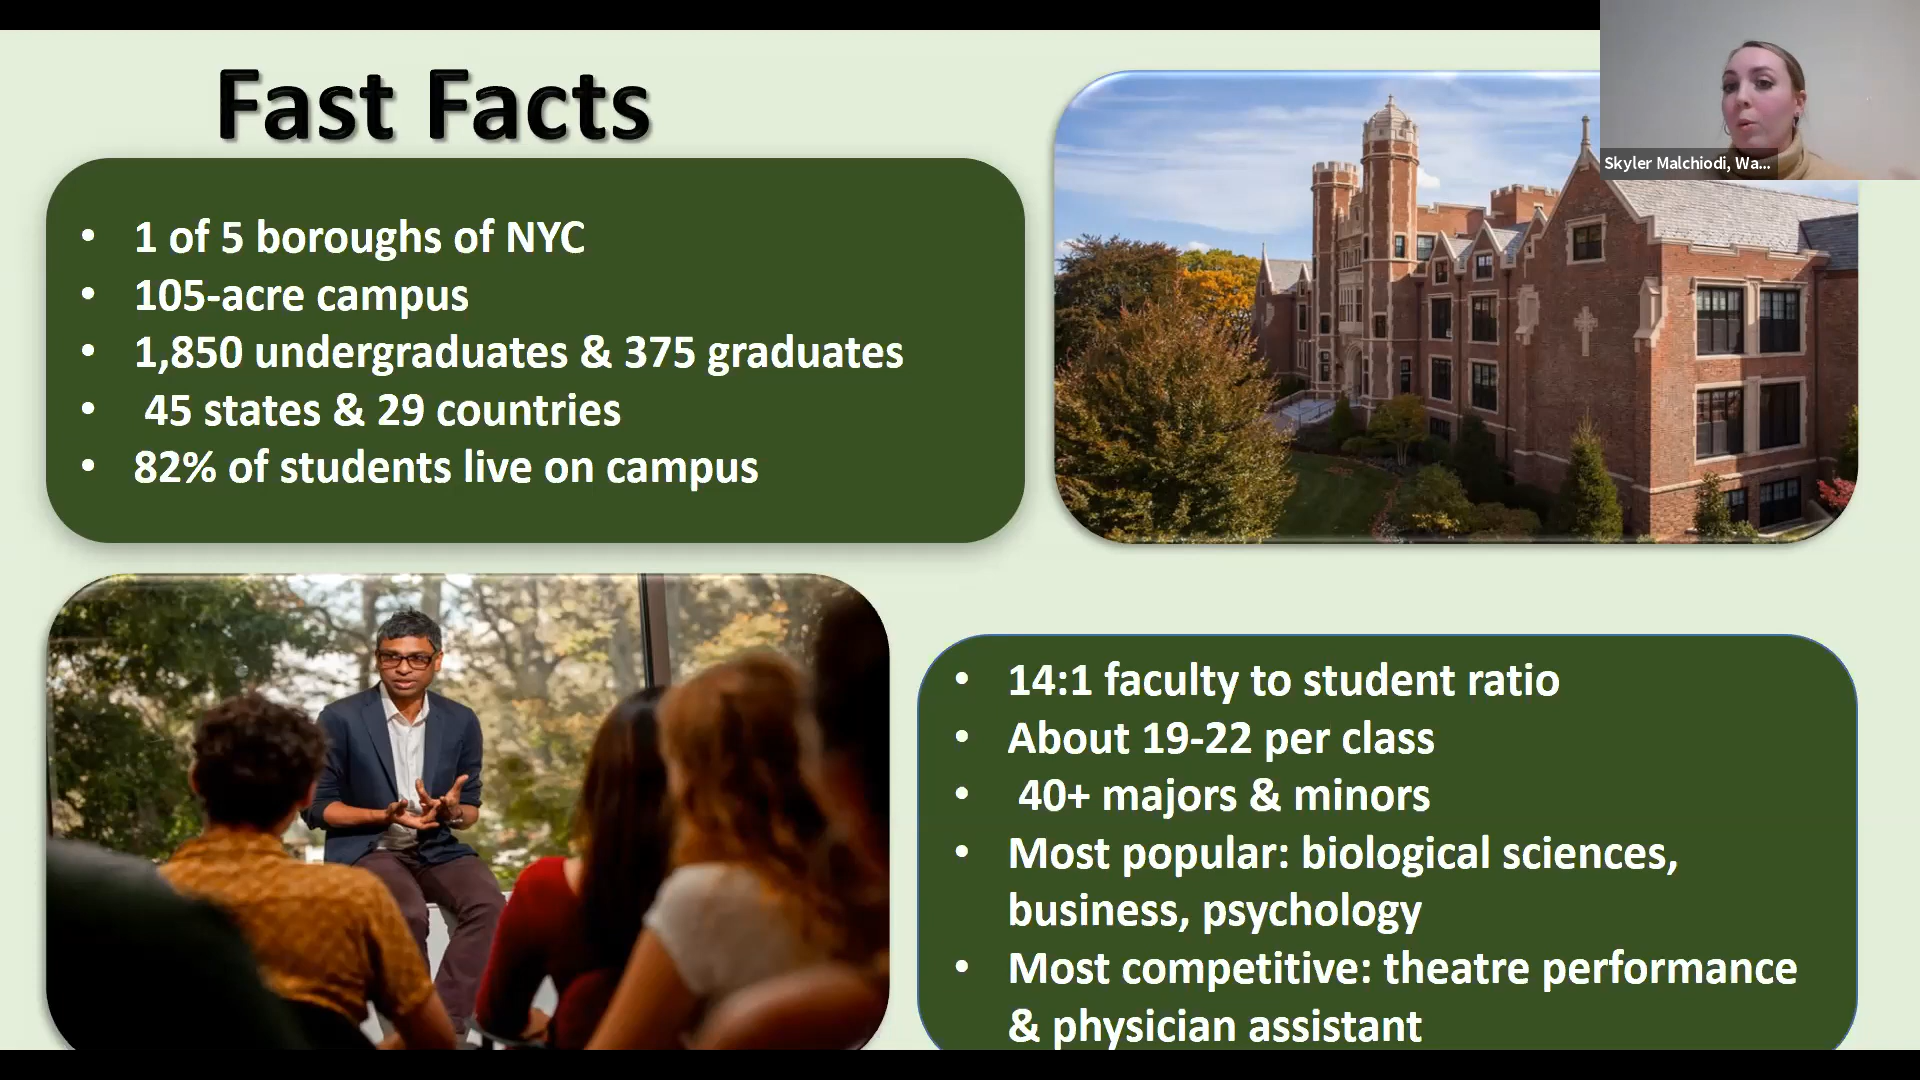 Fast Facts
Skyler Malchiodi, Wa...
• 1 of 5 boroughs of NYC
• 105-acre campus
• 1,850 undergraduates & 375 graduates
• 45 states & 29 countries
• 82% of students live on campus
• 14:1 faculty to student ratio
• About 19-22 per class
• 40+ majors & minors
• Most popular: biological sciences,
business, psychology
• Most competitive: theatre performance
& physician assistant